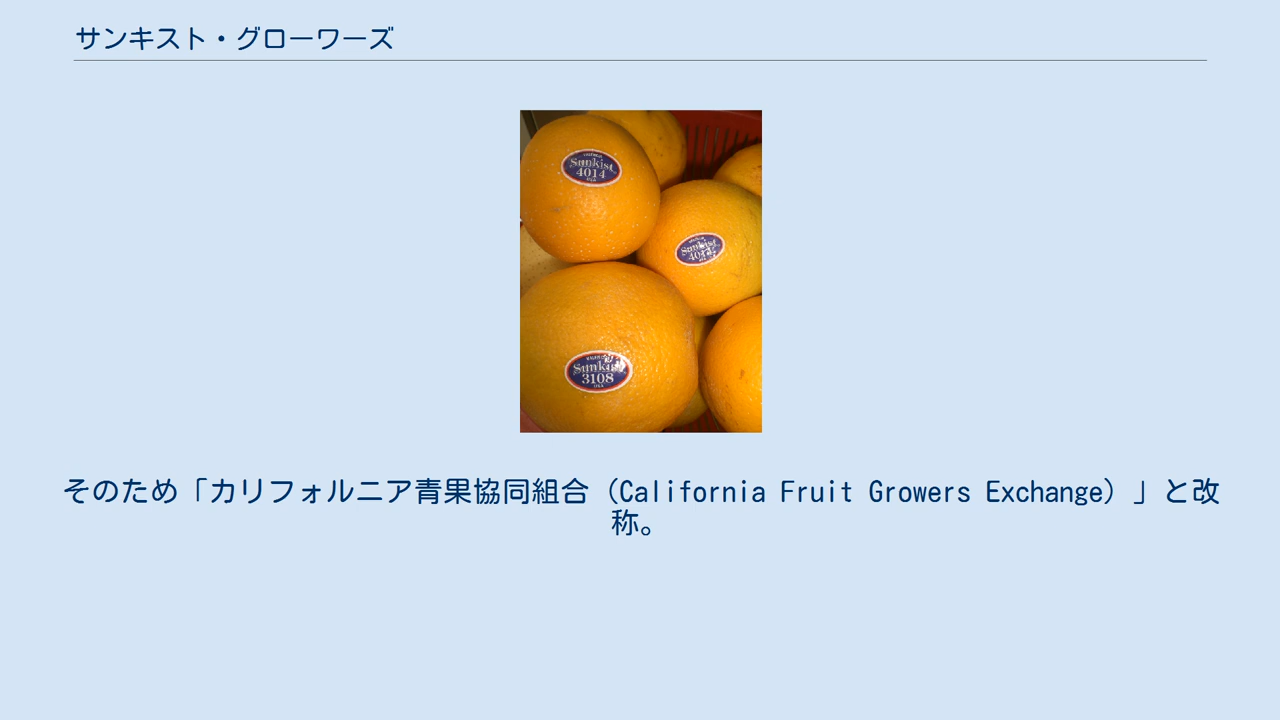 サンキスト・グローワーズ
Sunkist
4014
Sunkist
Sunkist
3108
そのため「カリフォルニア青果協同組合（California Fruit Growers Exchange）」と改
称。